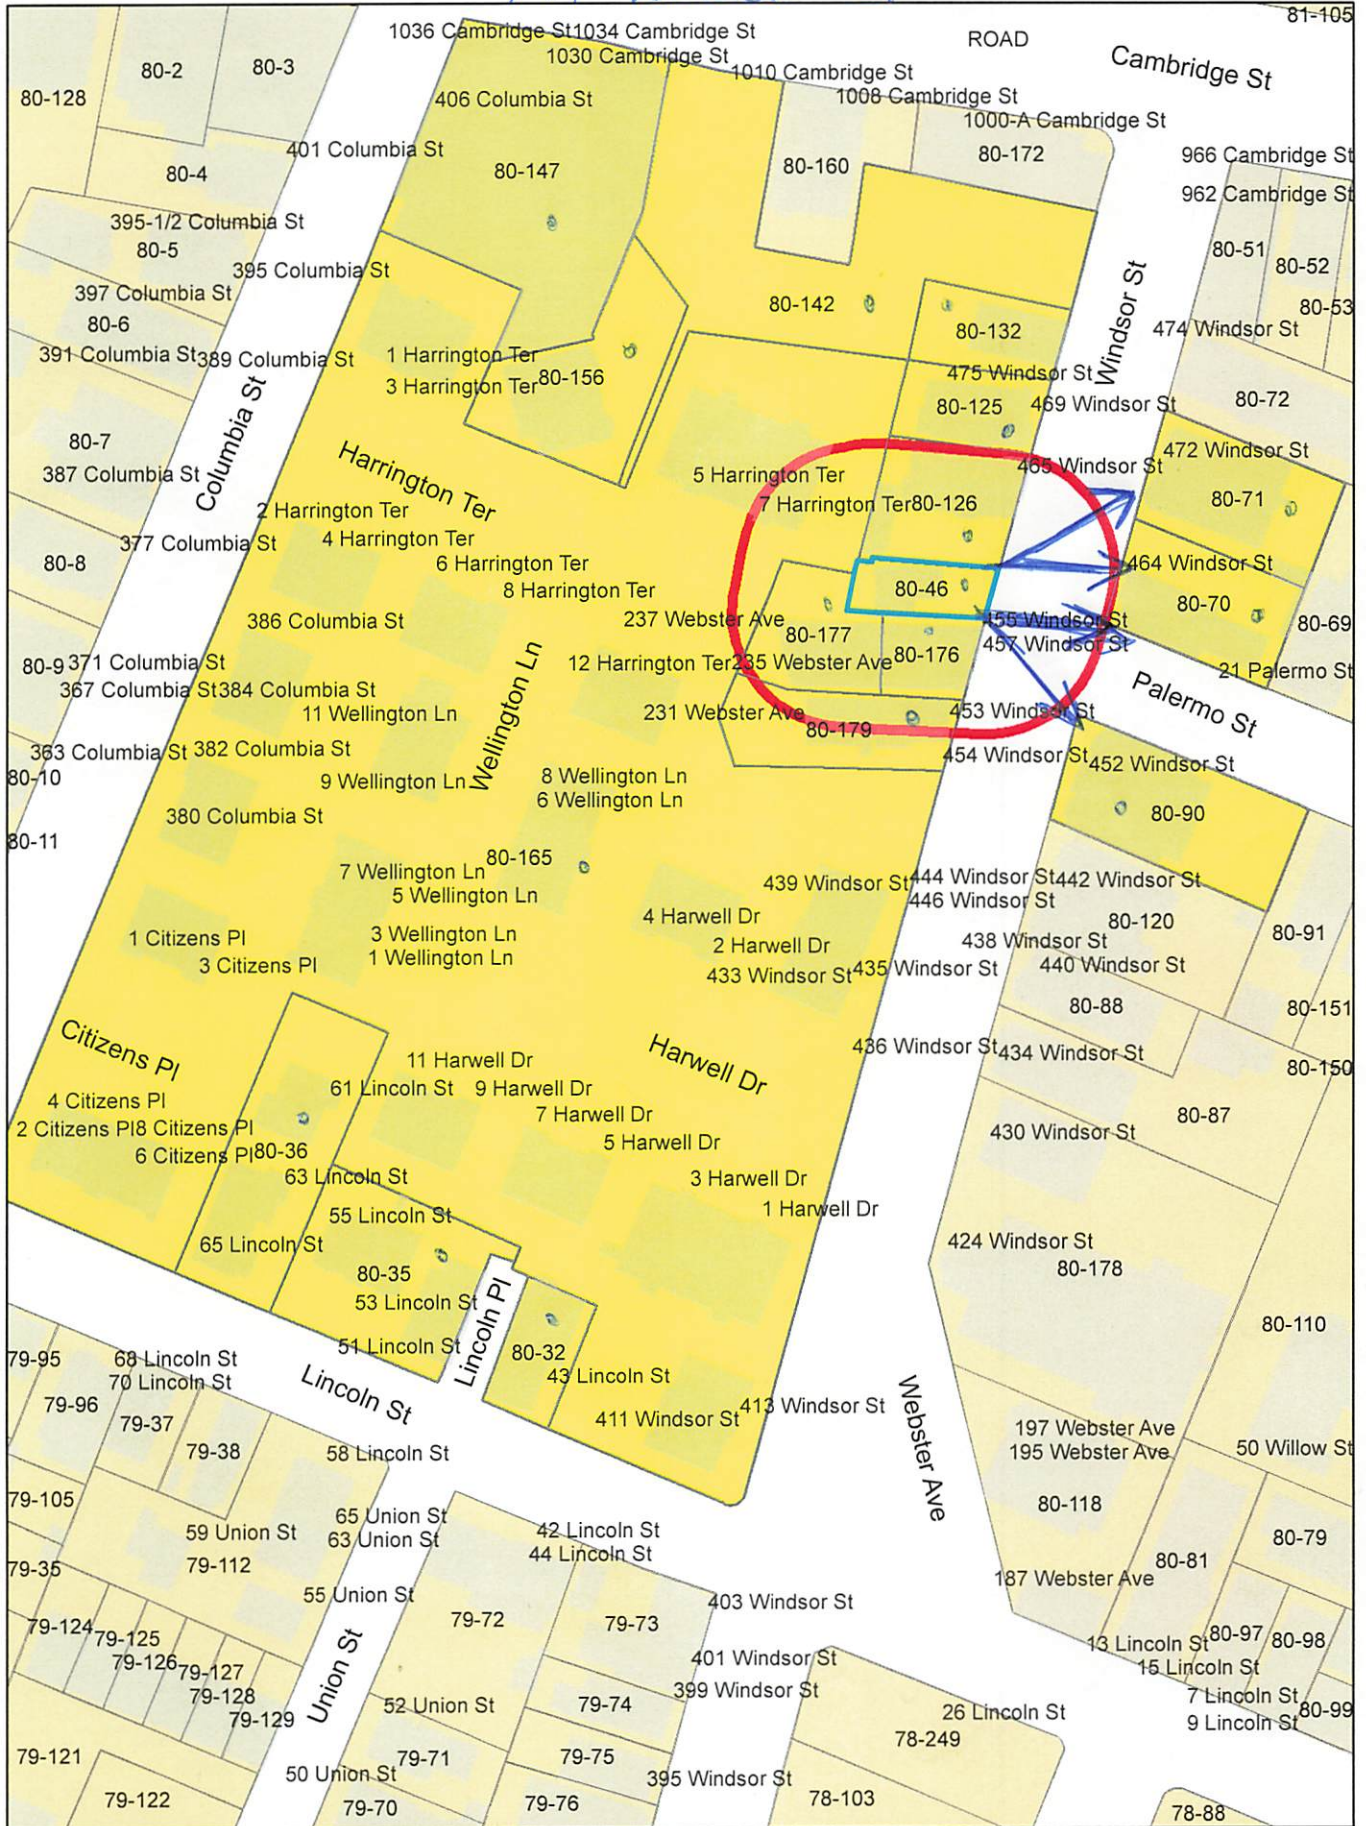 81-105
1036 Cambridge St1034 Cambridge St
ROAD
1030 Cambridge St
Cambridge St
80-2
80-3
1010 Cambridge St
80-128
406 Columbia St
1008 Cambridge St
1000-A Cambridge St
401 Columbia St
80-172
966 Cambridge St
80-4
80-147
80-160
962 Cambridge St
395-1/2 Columbia St
80-5
80-51
395 Columbia St
80-52
397 Columbia St
80-142
80-53
80-6
80-132
474 Windsor St
Windsor St
391 Columbia St
389 Columbia St
1 Harrington Ter
475 Windsor St
3 Harrington Ter
80-156
80-125
469 Windsor St
80-72
80-7
Columbia St
472 Windsor St
387 Columbia St
Harrington Ter
5 Harrington Ter
465 Windsor St
7 Harrington Ter
80-126
80-71
2 Harrington Ter
4 Harrington Ter
377 Columbia St
80-8
6 Harrington Ter
464 Windsor St
8 Harrington Ter
80-46
80-70
386 Columbia St
237 Webster Ave
455 Windsor St
80-69
80-177
457 Windsor St
80-9
371 Columbia St
12 Harrington Ter
235 Webster Ave
80-176
21 Palermo St
367 Columbia St
384 Columbia St
Palermo St
11 Wellington Ln
231 Webster Ave
453 Windsor St
80-179
363 Columbia St
382 Columbia St
Wellington Ln
454 Windsor St
452 Windsor St
80-10
9 Wellington Ln
8 Wellington Ln
6 Wellington Ln
380 Columbia St
80-90
80-11
80-165
7 Wellington Ln
439 Windsor St
444 Windsor St
442 Windsor St
5 Wellington Ln
446 Windsor St
4 Harwell Dr
80-120
1 Citizens Pl
3 Wellington Ln
2 Harwell Dr
438 Windsor St
80-91
3 Citizens Pl
1 Wellington Ln
433 Windsor St
435 Windsor St
440 Windsor St
80-88
80-151
Citizens Pl
11 Harwell Dr
Harwell Dr
436 Windsor St
434 Windsor St
80-150
61 Lincoln St
9 Harwell Dr
4 Citizens Pl
7 Harwell Dr
80-87
2 Citizens Pl
8 Citizens Pl
5 Harwell Dr
430 Windsor St
6 Citizens Pl
80-36
63 Lincoln St
3 Harwell Dr
1 Harwell Dr
55 Lincoln St
65 Lincoln St
424 Windsor St
80-35
80-178
53 Lincoln St
Lincoln Pl
80-110
51 Lincoln St
80-32
79-95
68 Lincoln St
43 Lincoln St
70 Lincoln St
Lincoln St
79-96
79-37
411 Windsor St
413 Windsor St
Webster Ave
197 Webster Ave
79-38
58 Lincoln St
195 Webster Ave
50 Willow St
79-105
80-118
65 Union St
59 Union St
63 Union St
42 Lincoln St
80-79
79-112
44 Lincoln St
80-81
79-35
55 Union St
187 Webster Ave
403 Windsor St
79-124
79-72
79-73
79-125
13 Lincoln St
80-97
80-98
79-126
79-127
401 Windsor St
15 Lincoln St
Union St
79-128
399 Windsor St
7 Lincoln St
79-129
52 Union St
79-74
26 Lincoln St
80-99
9 Lincoln St
78-249
79-121
79-71
79-75
50 Union St
395 Windsor St
79-122
79-70
79-76
78-103
78-88